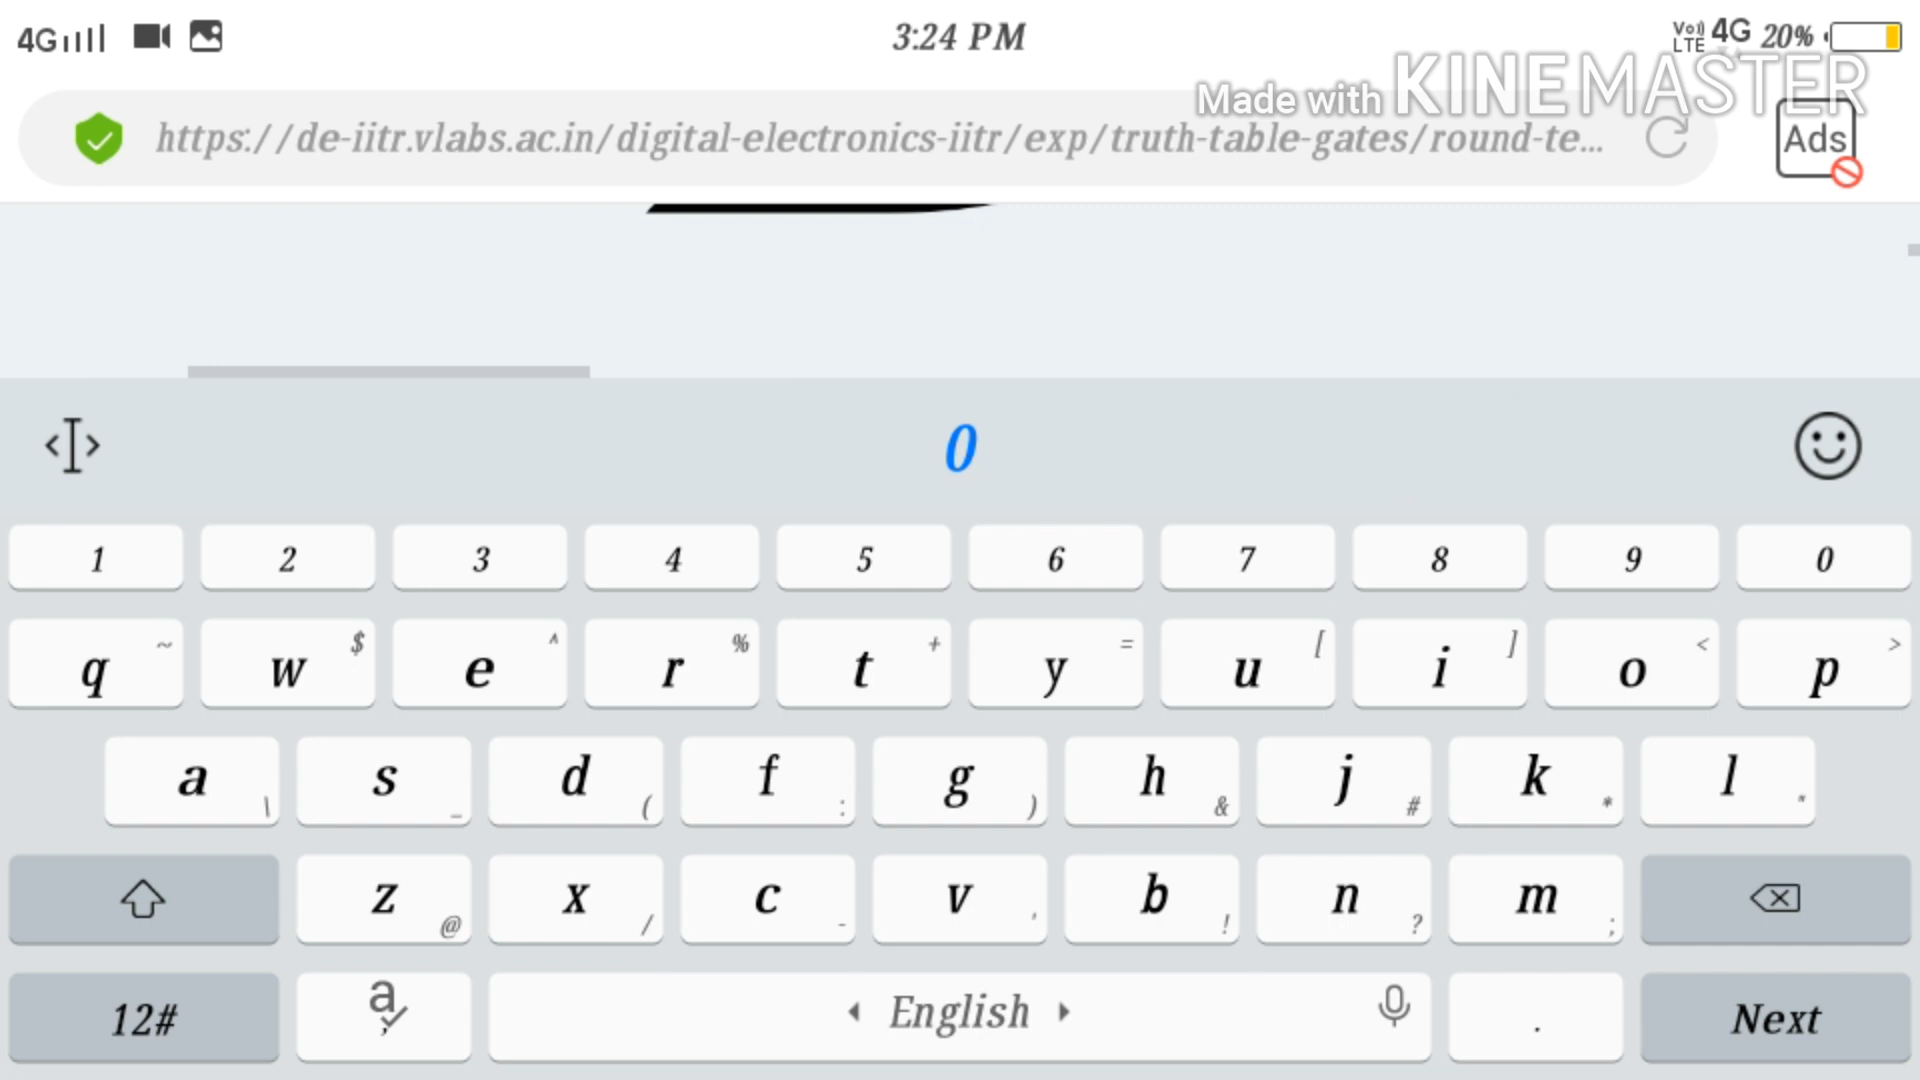 4G 3:24 PM Vo) LTE 4G 20%
Made with KINEMASTER
https://de-iitr.vlabs.ac.in/digital-electronics-iitr/exp/truth-table-gates/round-te... Ads
0
1 2 3 4 5 6 7 8 9 0
q ~ w $ e ^ r % t + y = u [ i ] o < p >
a \ s _ d ( f : g ) h & j # k * l "
z @ x / c - v ' b ! n ? m ;
12# a , English . Next